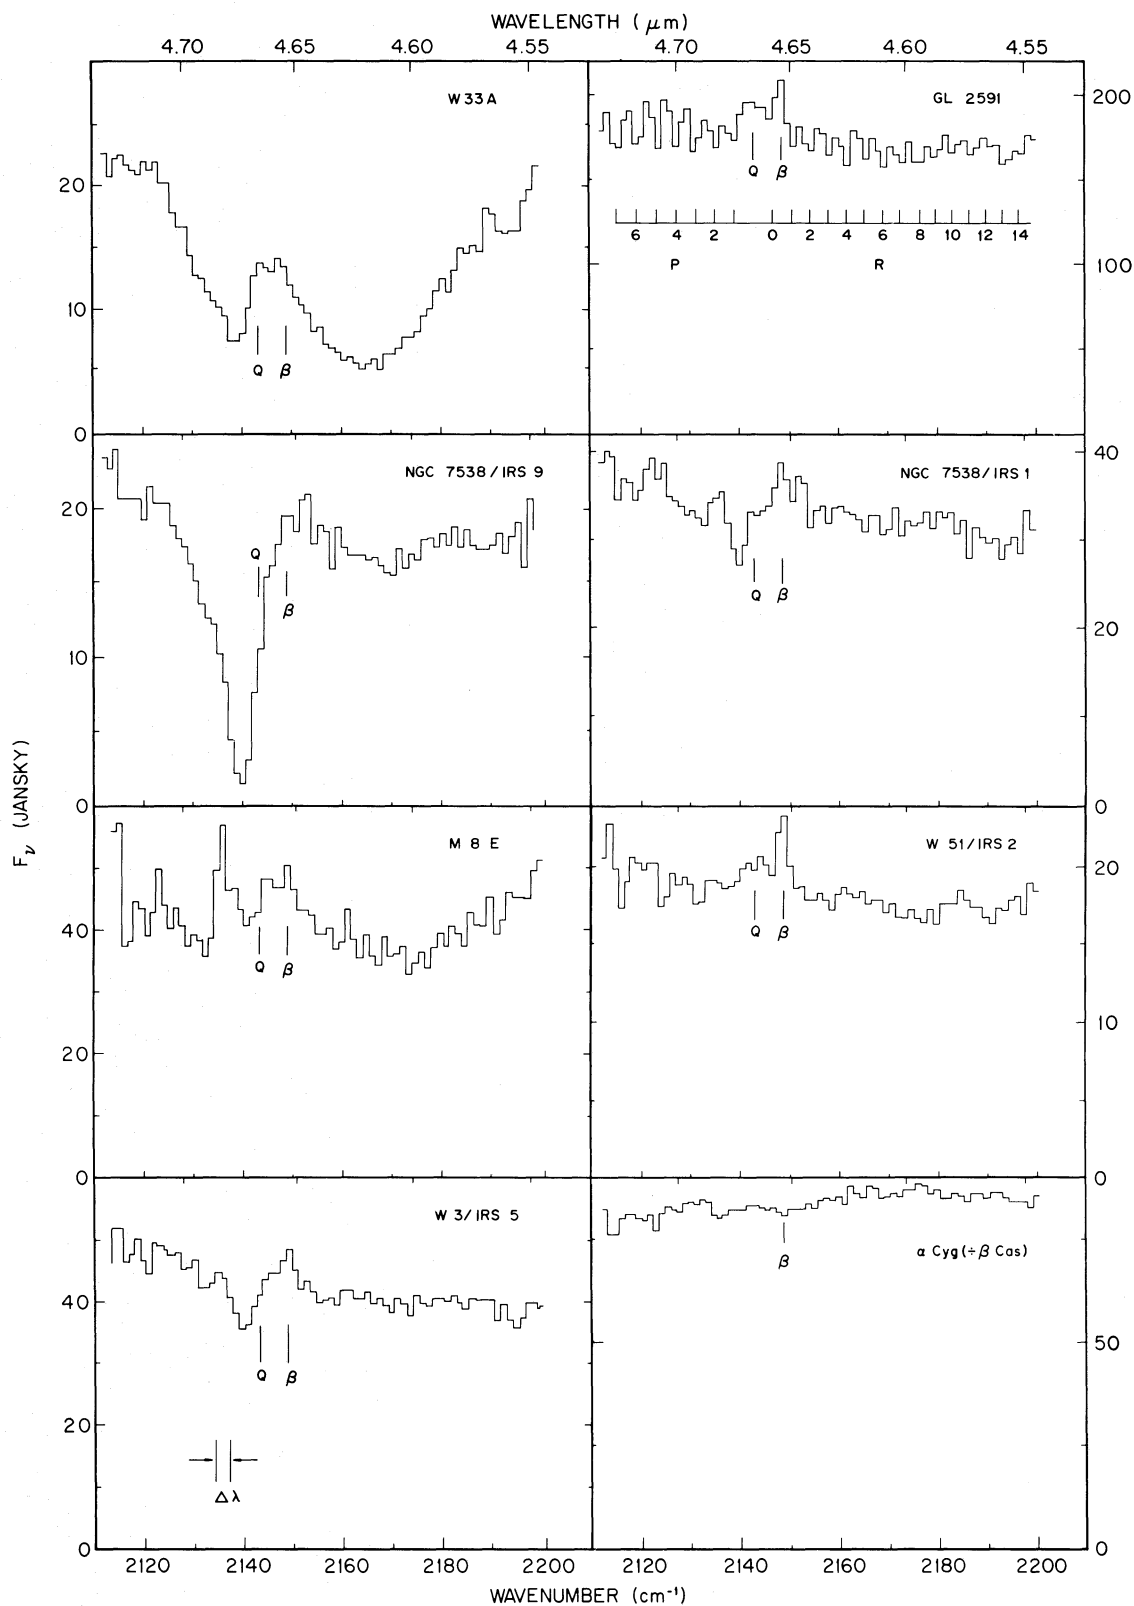 WAVELENGTH ( μm)
4.70 4.65 4.60 4.55 4.70 4.65 4.60 4.55
W 33 A
GL 2591
200
20
Q β
6 4 2 0 2 4 6 8 10 12 14
P R
100
10
Q β
0
NGC 7538/IRS 9
NGC 7538/IRS 1
40
20
Q
β
Q β
20
10
0
0
M 8 E
W 51/IRS 2
20
40
Q β
Q β
10
20
0
0
W 3/IRS 5
α Cyg(÷β Cas)
β
40
50
Q β
20
Δ λ
0
0
2120 2140 2160 2180 2200 2120 2140 2160 2180 2200
WAVENUMBER (cm⁻¹)
Fν (JANSKY)